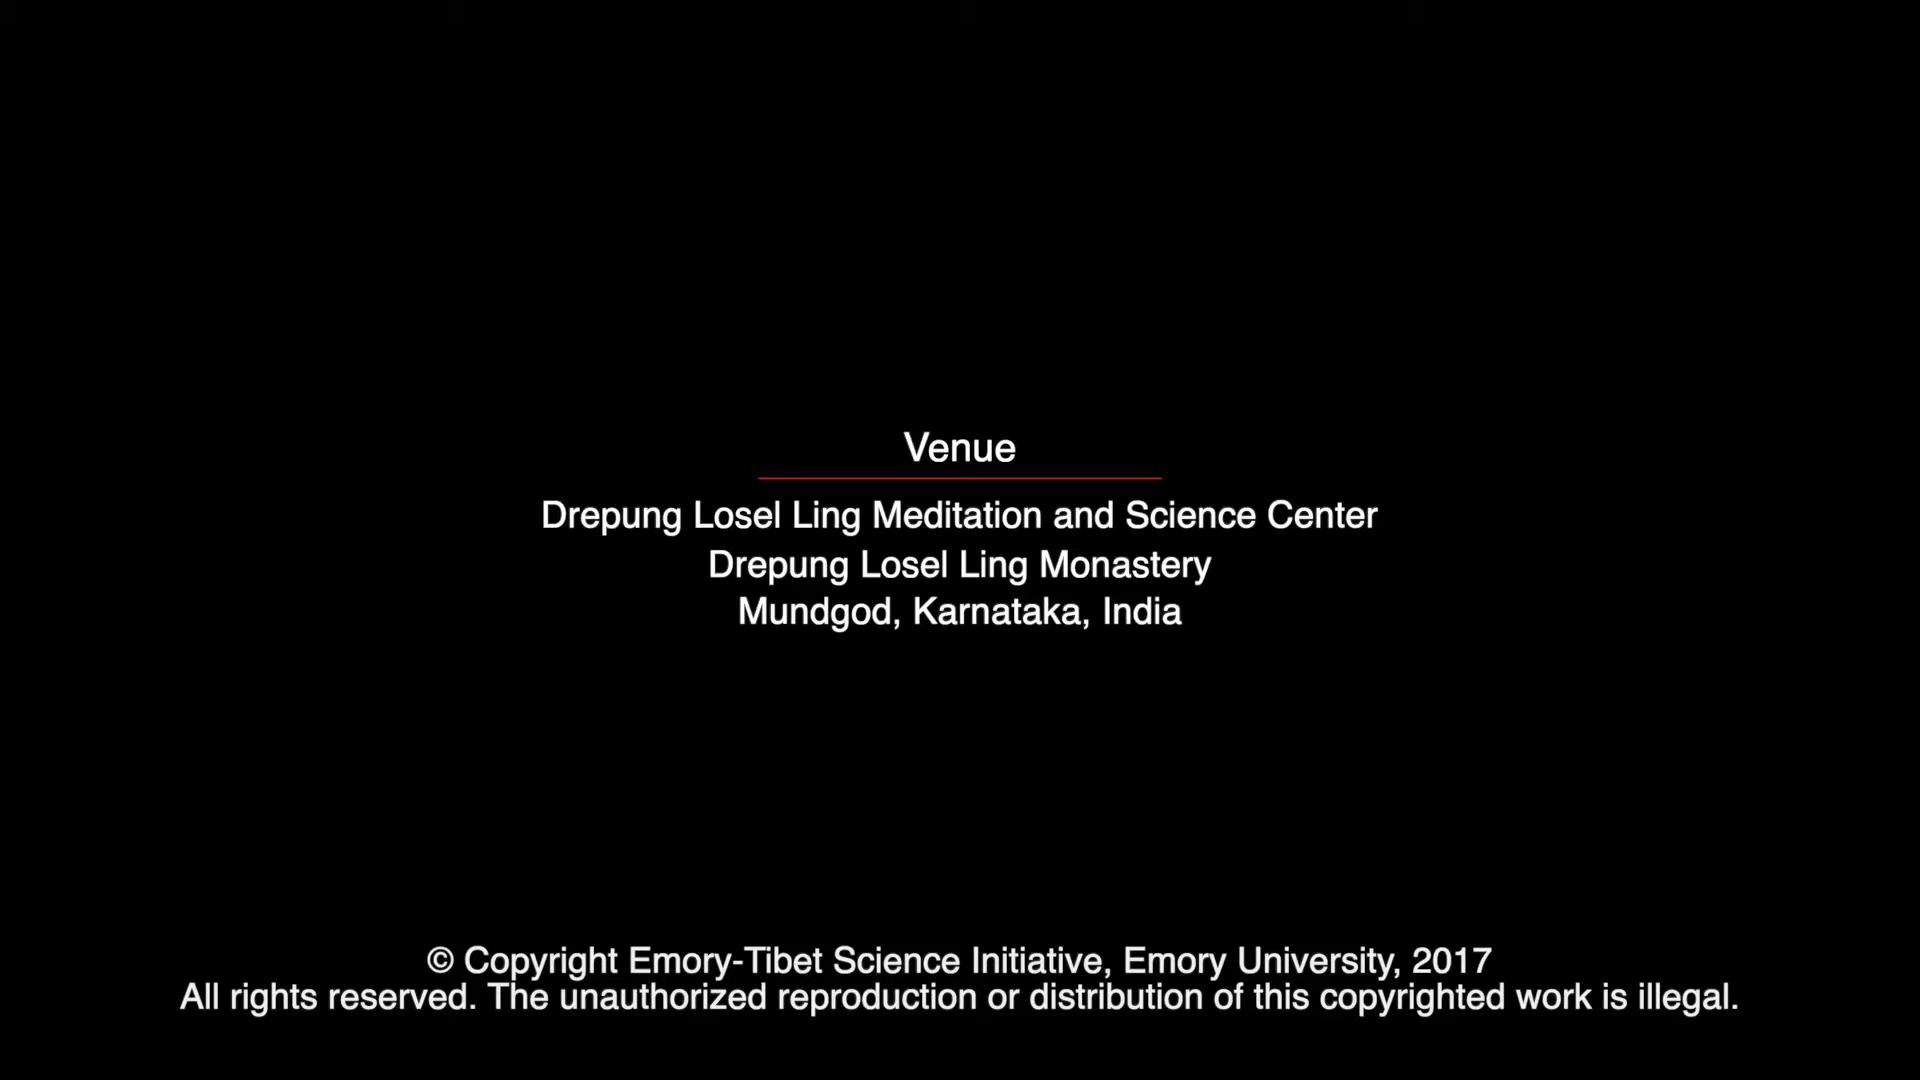 Venue
Drepung Losel Ling Meditation and Science Center
Drepung Losel Ling Monastery
Mundgod, Karnataka, India
© Copyright Emory-Tibet Science Initiative, Emory University, 2017
All rights reserved. The unauthorized reproduction or distribution of this copyrighted work is illegal.